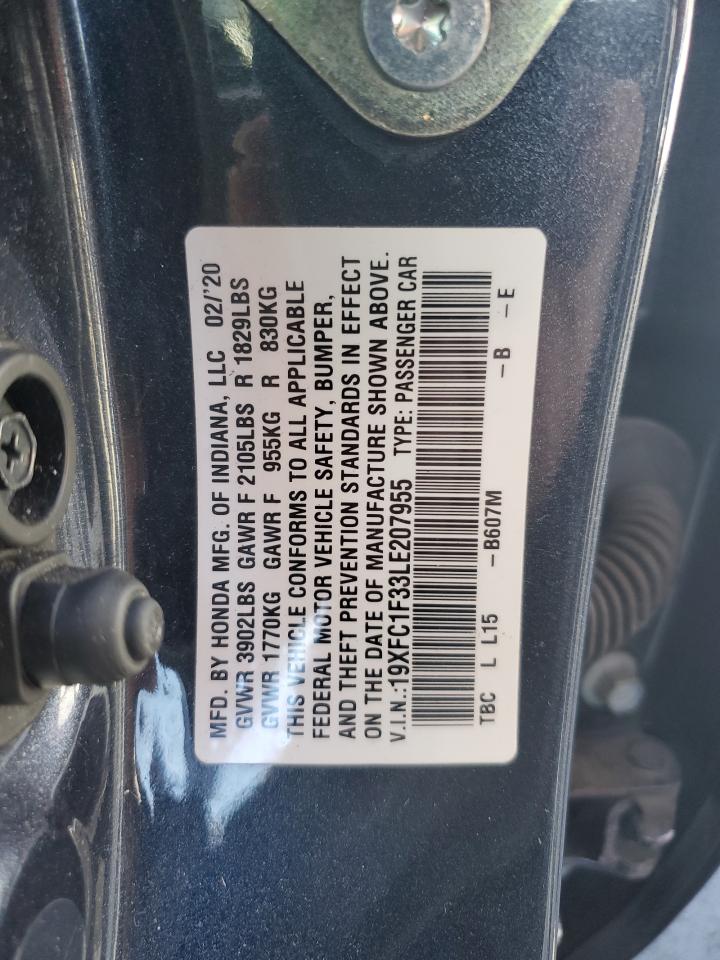 MFD. BY HONDA MFG. OF INDIANA, LLC 02/'20
GVWR 3902LBS GAWR F 2105LBS R 1829LBS
GVWR 1770KG GAWR F 955KG R 830KG
THIS VEHICLE CONFORMS TO ALL APPLICABLE
FEDERAL MOTOR VEHICLE SAFETY, BUMPER,
AND THEFT PREVENTION STANDARDS IN EFFECT
ON THE DATE OF MANUFACTURE SHOWN ABOVE.
V.I.N.:19XFC1F33LE207955 TYPE: PASSENGER CAR
TBC L L15 -B607M -B -E